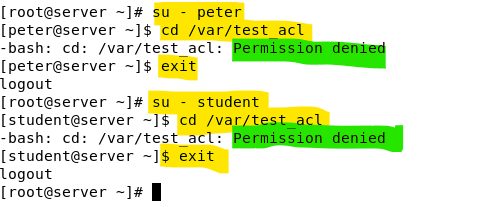 [root@server ~]# su - peter
[peter@server ~]$ cd /var/test_acl
-bash: cd: /var/test_acl: Permission denied
[peter@server ~]$ exit
logout
[root@server ~]# su - student
[student@server ~]$ cd /var/test_acl
-bash: cd: /var/test_acl: Permission denied
[student@server ~]$ exit
logout
[root@server ~]#